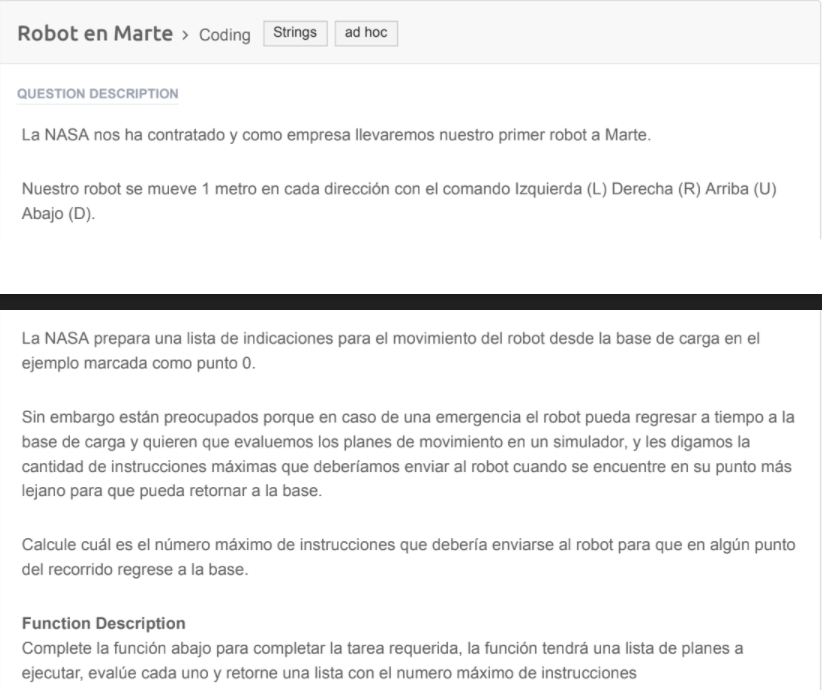 Robot en Marte › Coding Strings ad hoc
QUESTION DESCRIPTION
La NASA nos ha contratado y como empresa llevaremos nuestro primer robot a Marte.
Nuestro robot se mueve 1 metro en cada dirección con el comando Izquierda (L) Derecha (R) Arriba (U)
Abajo (D).
La NASA prepara una lista de indicaciones para el movimiento del robot desde la base de carga en el
ejemplo marcada como punto 0.
Sin embargo están preocupados porque en caso de una emergencia el robot pueda regresar a tiempo a la
base de carga y quieren que evaluemos los planes de movimiento en un simulador, y les digamos la
cantidad de instrucciones máximas que deberíamos enviar al robot cuando se encuentre en su punto más
lejano para que pueda retornar a la base.
Calcule cuál es el número máximo de instrucciones que debería enviarse al robot para que en algún punto
del recorrido regrese a la base.
Function Description
Complete la función abajo para completar la tarea requerida, la función tendrá una lista de planes a
ejecutar, evalúe cada uno y retorne una lista con el numero máximo de instrucciones